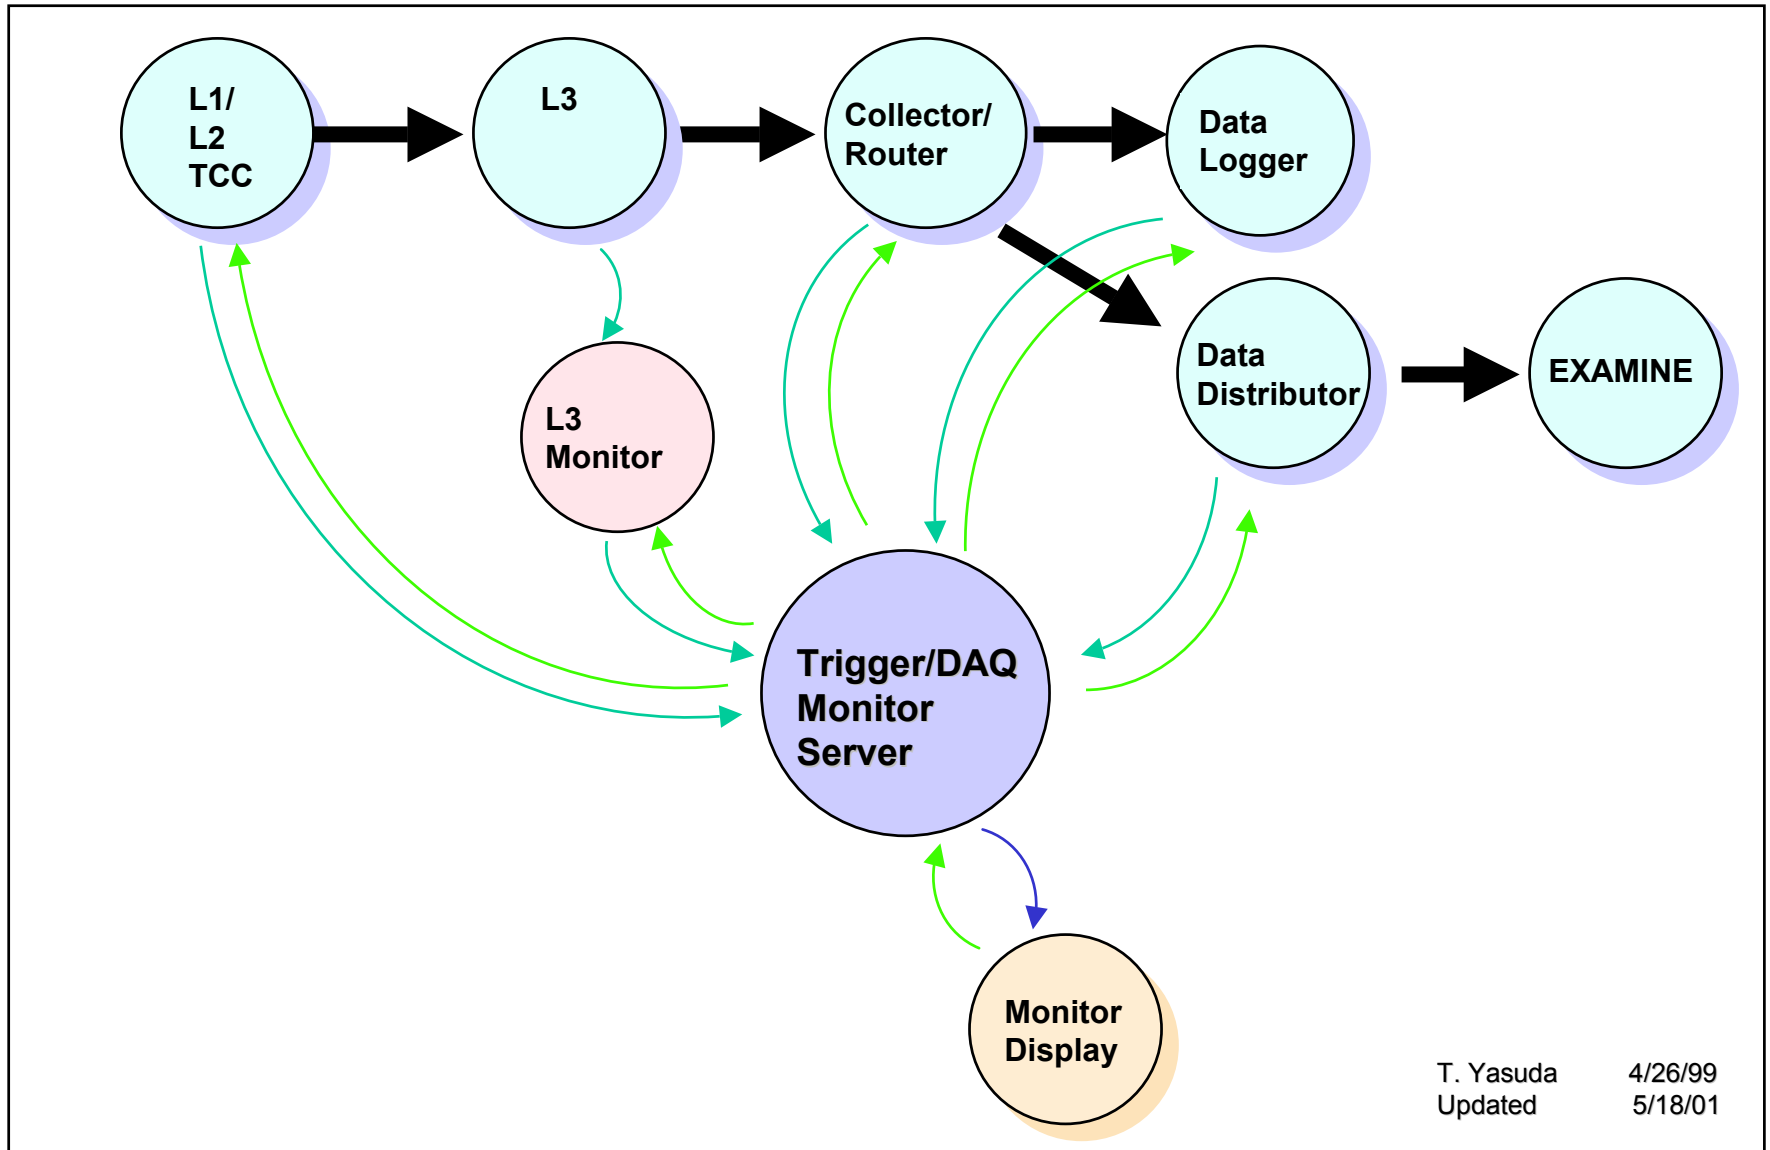 L1/
L2
TCC
L3
Collector/
Router
Data
Logger
Data
Distributor
EXAMINE
L3
Monitor
Trigger/DAQ
Monitor
Server
Monitor
Display
T. Yasuda 4/26/99
Updated 5/18/01